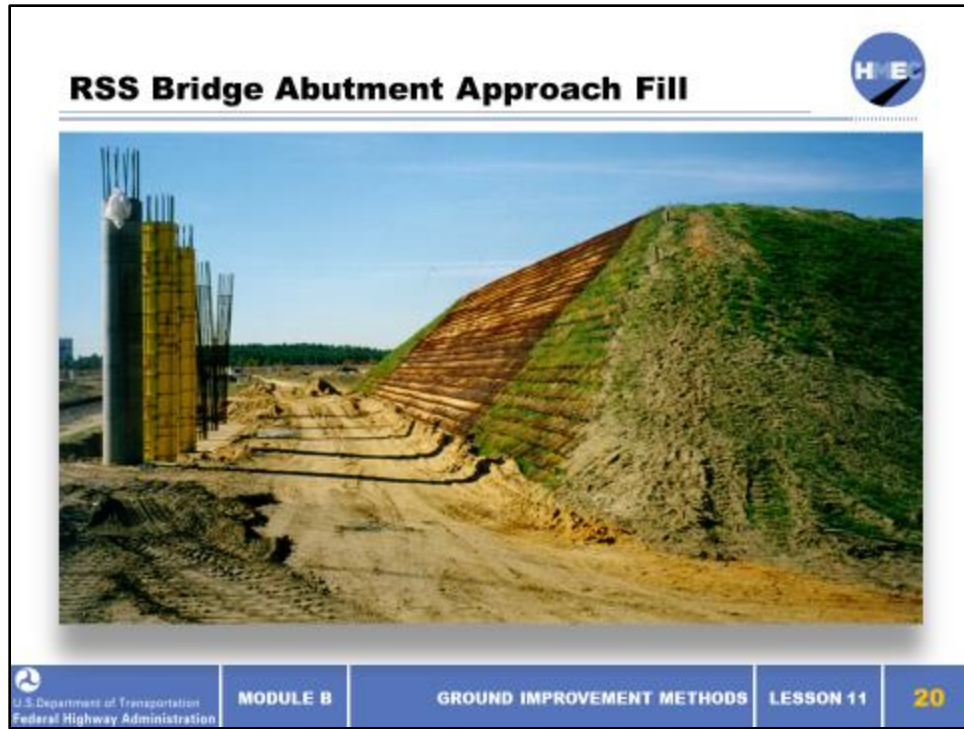 RSS Bridge Abutment Approach Fill
HMEC
U.S.Department of Transportation
Federal Highway Administration
MODULE B
GROUND IMPROVEMENT METHODS
LESSON 11
20